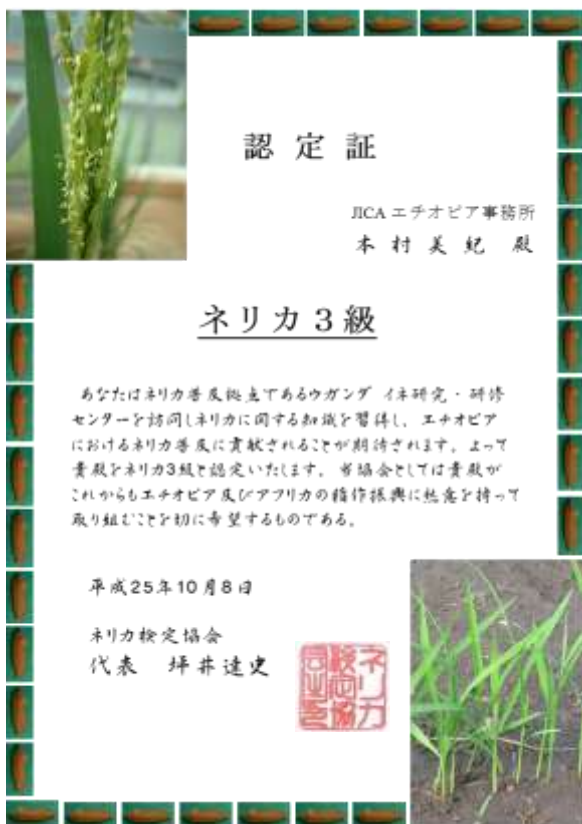 認定証
JICA エチオピア事務所
本村美紀 殿
ネリカ3級
あなたはネリカ普及拠点であるウガンダ イネ研究・研修
センターを訪問しネリカに関する知識を習得し、エチオピア
におけるネリカ普及に貢献されることが期待されます。よって
貴殿をネリカ3級と認定いたします。当協会としては貴殿が
これからもエチオピア及びアフリカの稲作振興に熱意を持って
取り組むことを切に希望するものである。
平成25年10月8日
ネリカ検定協会
代表 坪井達史
ネリカ
検定協
会之印